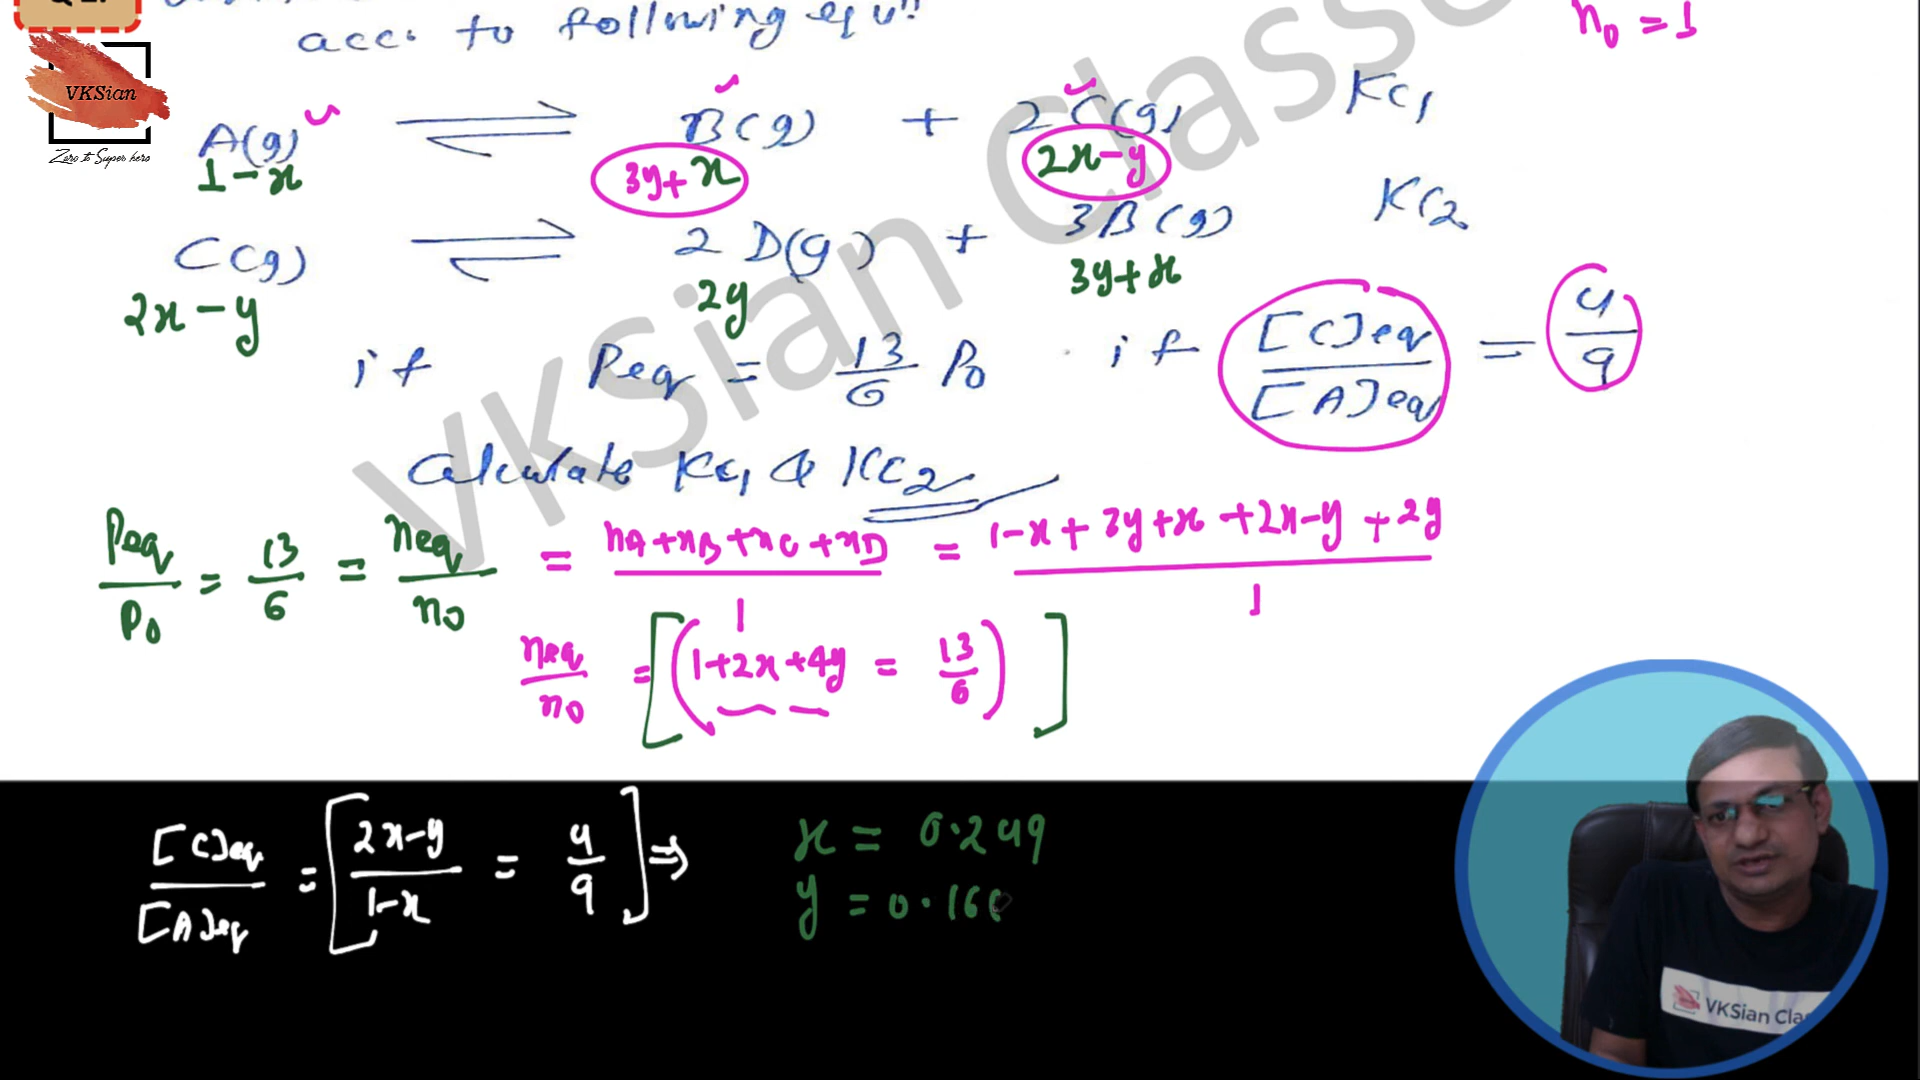 acc. to following equn
n0 = 1
VKSian
Zero to Super hero
A(g) ⇌ B(g) + 2C(g) Kc1
1-x 3y+x 2x-y
C(g) ⇌ 2D(g) + 3B(g) Kc2
2x-y 2y 3y+x
if Peq = 13/6 P0 . if [C]eq/[A]eq = 4/9
Calculate Kc1 & Kc2
Peq/P0 = 13/6 = neq/n0 = nA+nB+nC+nD/1 = 1-x+3y+x+2x-y+2y/1
neq/n0 = [(1+2x+4y = 13/6)]
[C]eq/[A]eq = [2x-y/1-x = 4/9] ⇒ x = 0.249
y = 0.166
VKSian Classes
VKSian Cla